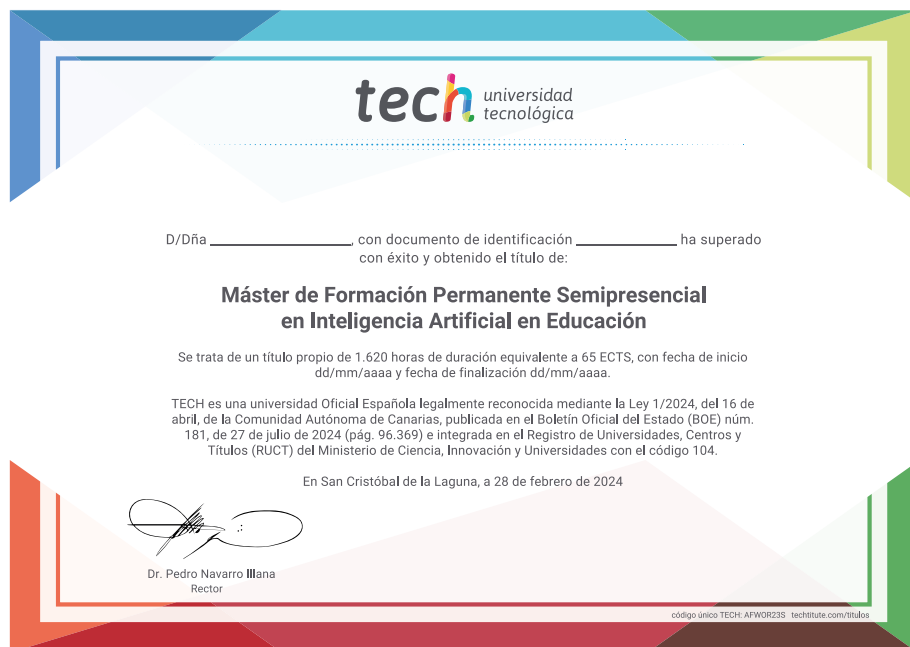 tech universidad
tecnológica
D/Dña ____________, con documento de identificación ____________ ha superado
con éxito y obtenido el título de:
Máster de Formación Permanente Semipresencial
en Inteligencia Artificial en Educación
Se trata de un título propio de 1.620 horas de duración equivalente a 65 ECTS, con fecha de inicio
dd/mm/aaaa y fecha de finalización dd/mm/aaaa.
TECH es una universidad Oficial Española legalmente reconocida mediante la Ley 1/2024, del 16 de
abril, de la Comunidad Autónoma de Canarias, publicada en el Boletín Oficial del Estado (BOE) núm.
181, de 27 de julio de 2024 (pág. 96.369) e integrada en el Registro de Universidades, Centros y
Títulos (RUCT) del Ministerio de Ciencia, Innovación y Universidades con el código 104.
En San Cristóbal de la Laguna, a 28 de febrero de 2024
Dr. Pedro Navarro Illana
Rector
código único TECH: AFWOR23S techtitute.com/titulos